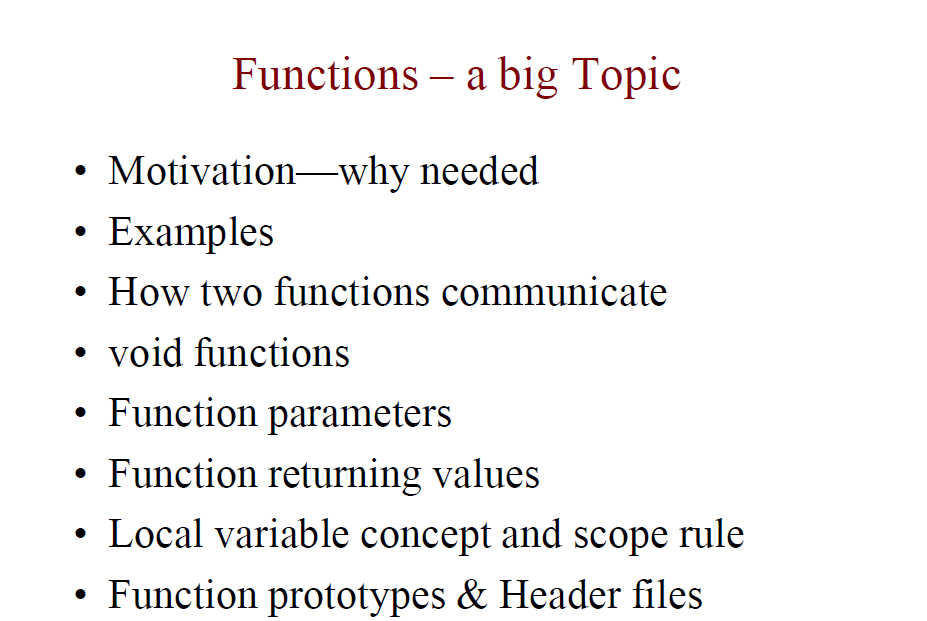 Functions – a big Topic
• Motivation—why needed
• Examples
• How two functions communicate
• void functions
• Function parameters
• Function returning values
• Local variable concept and scope rule
• Function prototypes & Header files